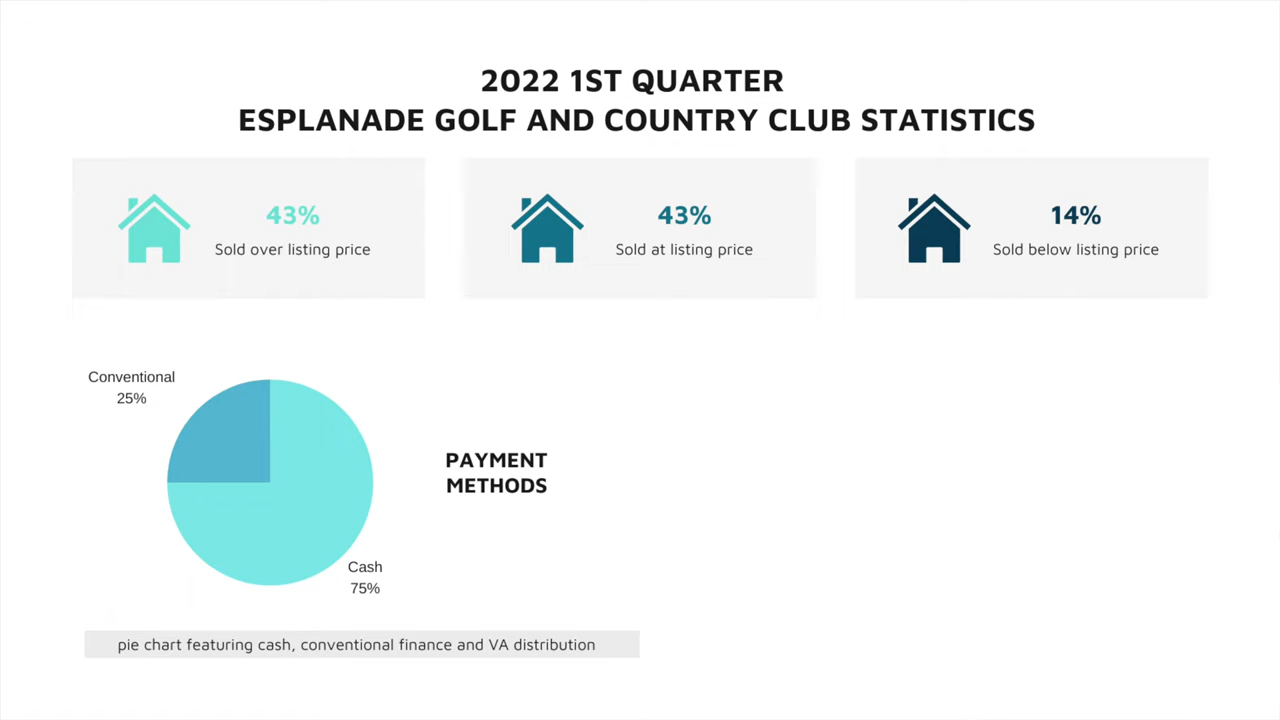 2022 1ST QUARTER
ESPLANADE GOLF AND COUNTRY CLUB STATISTICS
43%
Sold over listing price
43%
Sold at listing price
14%
Sold below listing price
Conventional
25%
PAYMENT
METHODS
Cash
75%
pie chart featuring cash, conventional finance and VA distribution